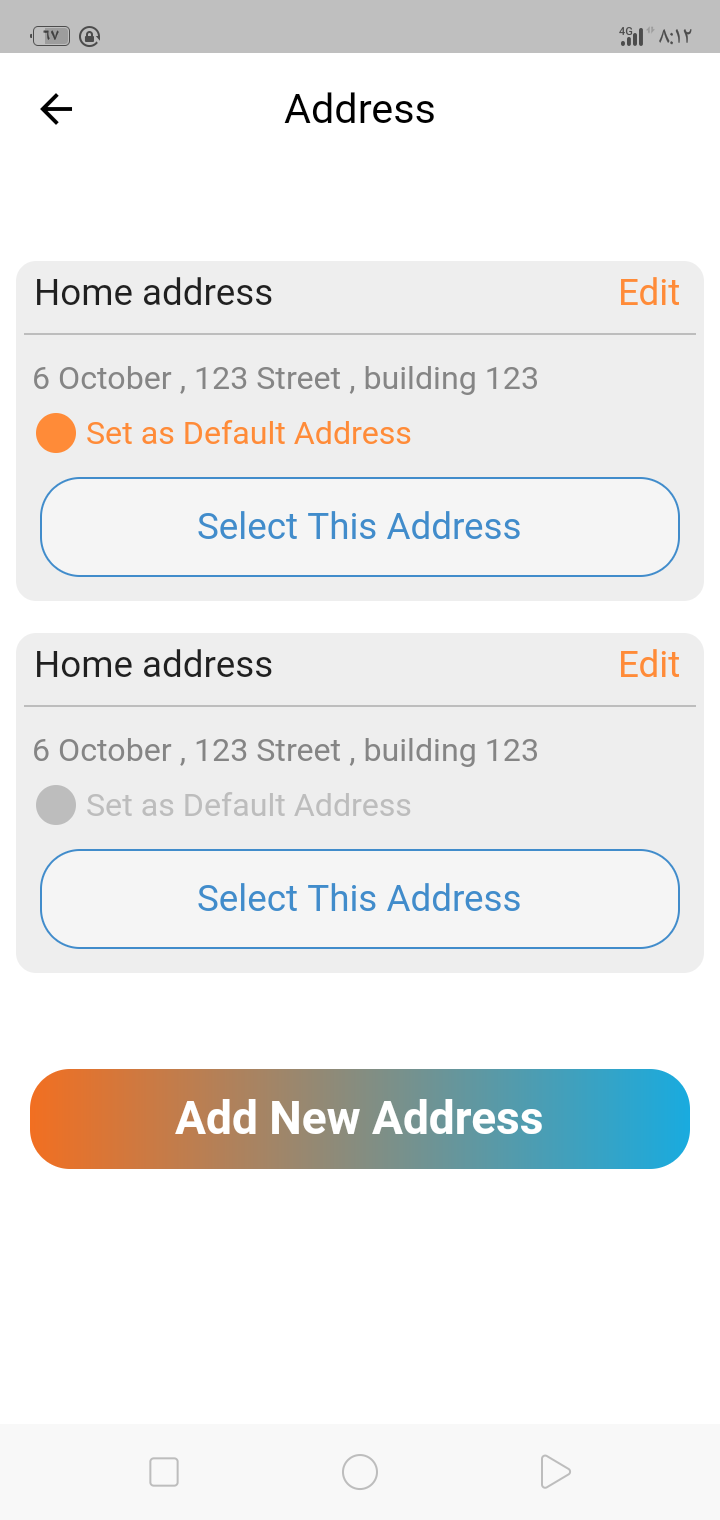 ٦٧ 4G ٨:١٢
Address
Home address Edit
6 October , 123 Street , building 123
Set as Default Address
Select This Address
Home address Edit
6 October , 123 Street , building 123
Set as Default Address
Select This Address
Add New Address